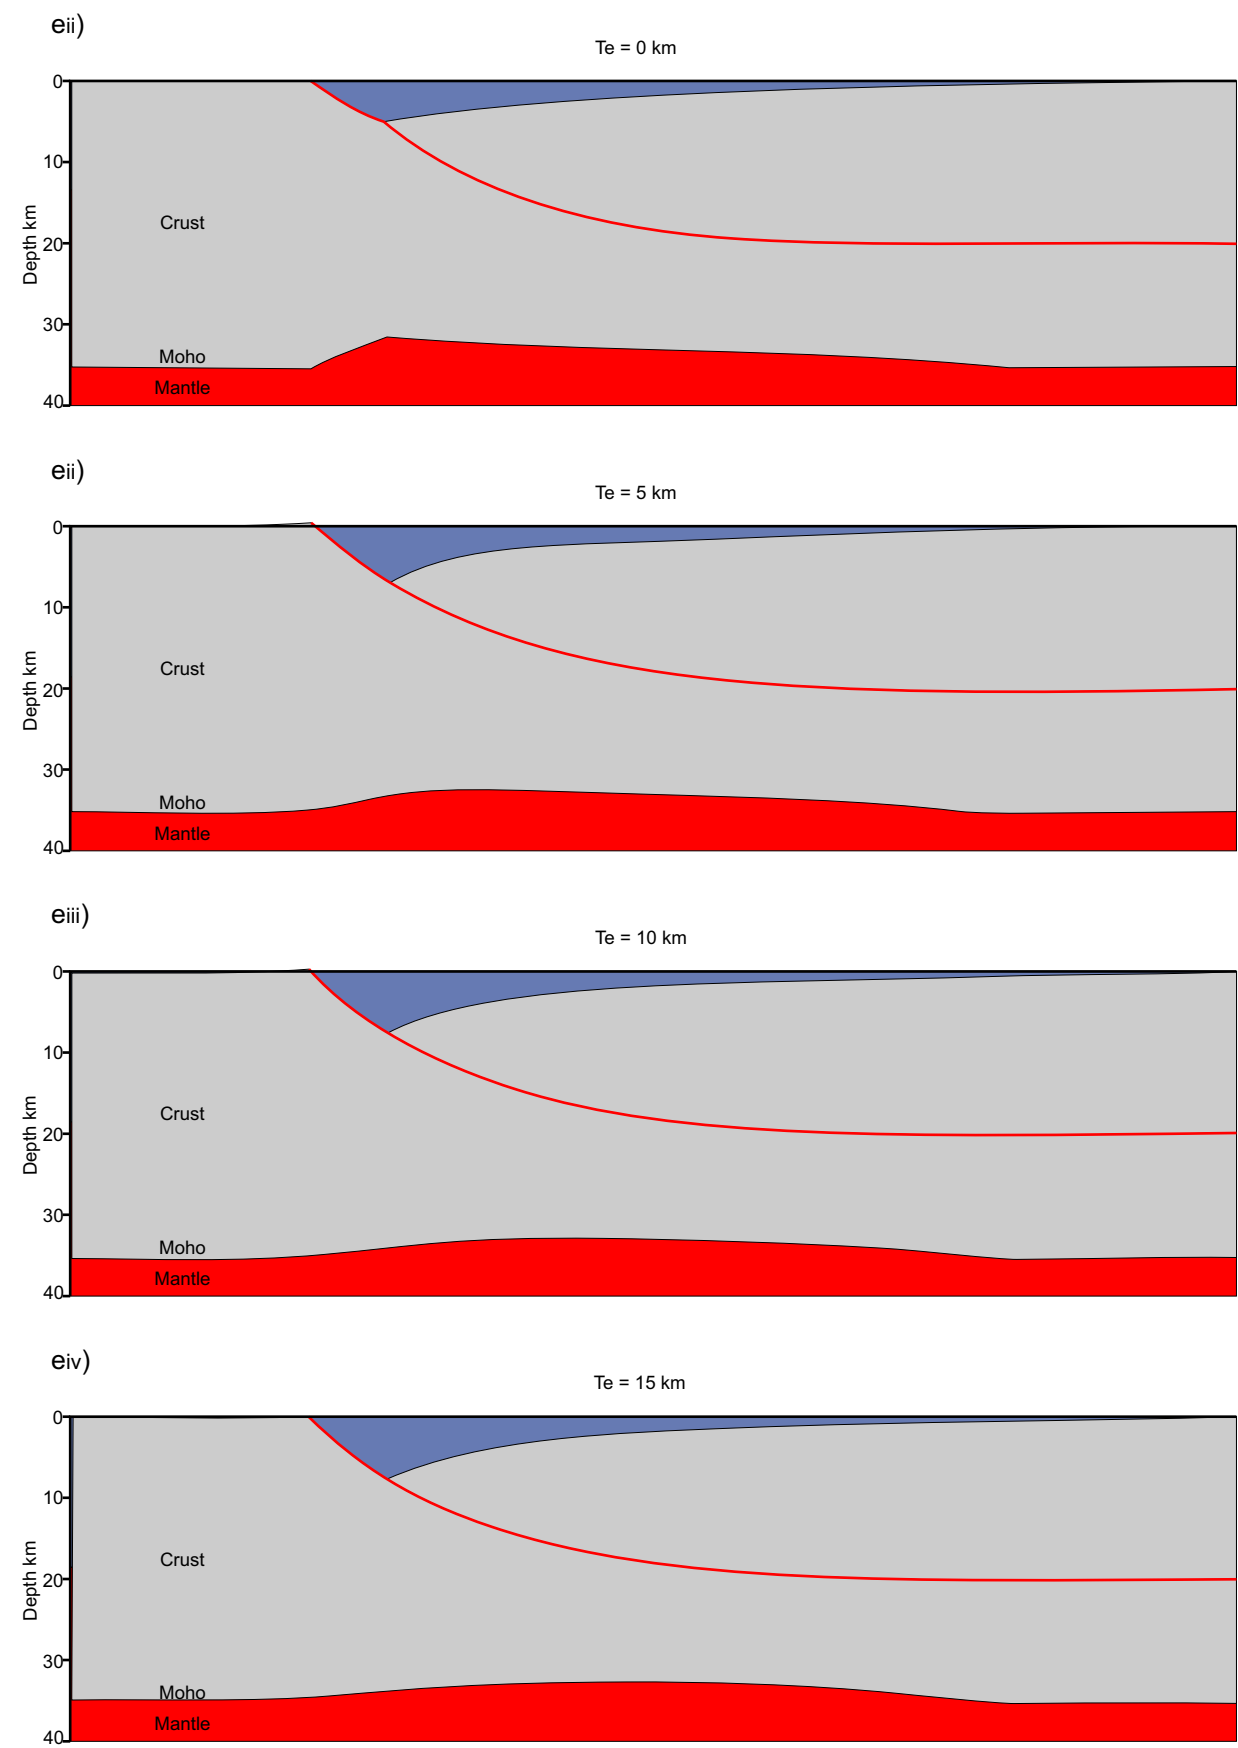 eii)
Te = 0 km
0
10
20
30
40
Depth km
Crust
Moho
Mantle
eii)
Te = 5 km
0
10
20
30
40
Depth km
Crust
Moho
Mantle
eiii)
Te = 10 km
0
10
20
30
40
Depth km
Crust
Moho
Mantle
eiv)
Te = 15 km
0
10
20
30
40
Depth km
Crust
Moho
Mantle